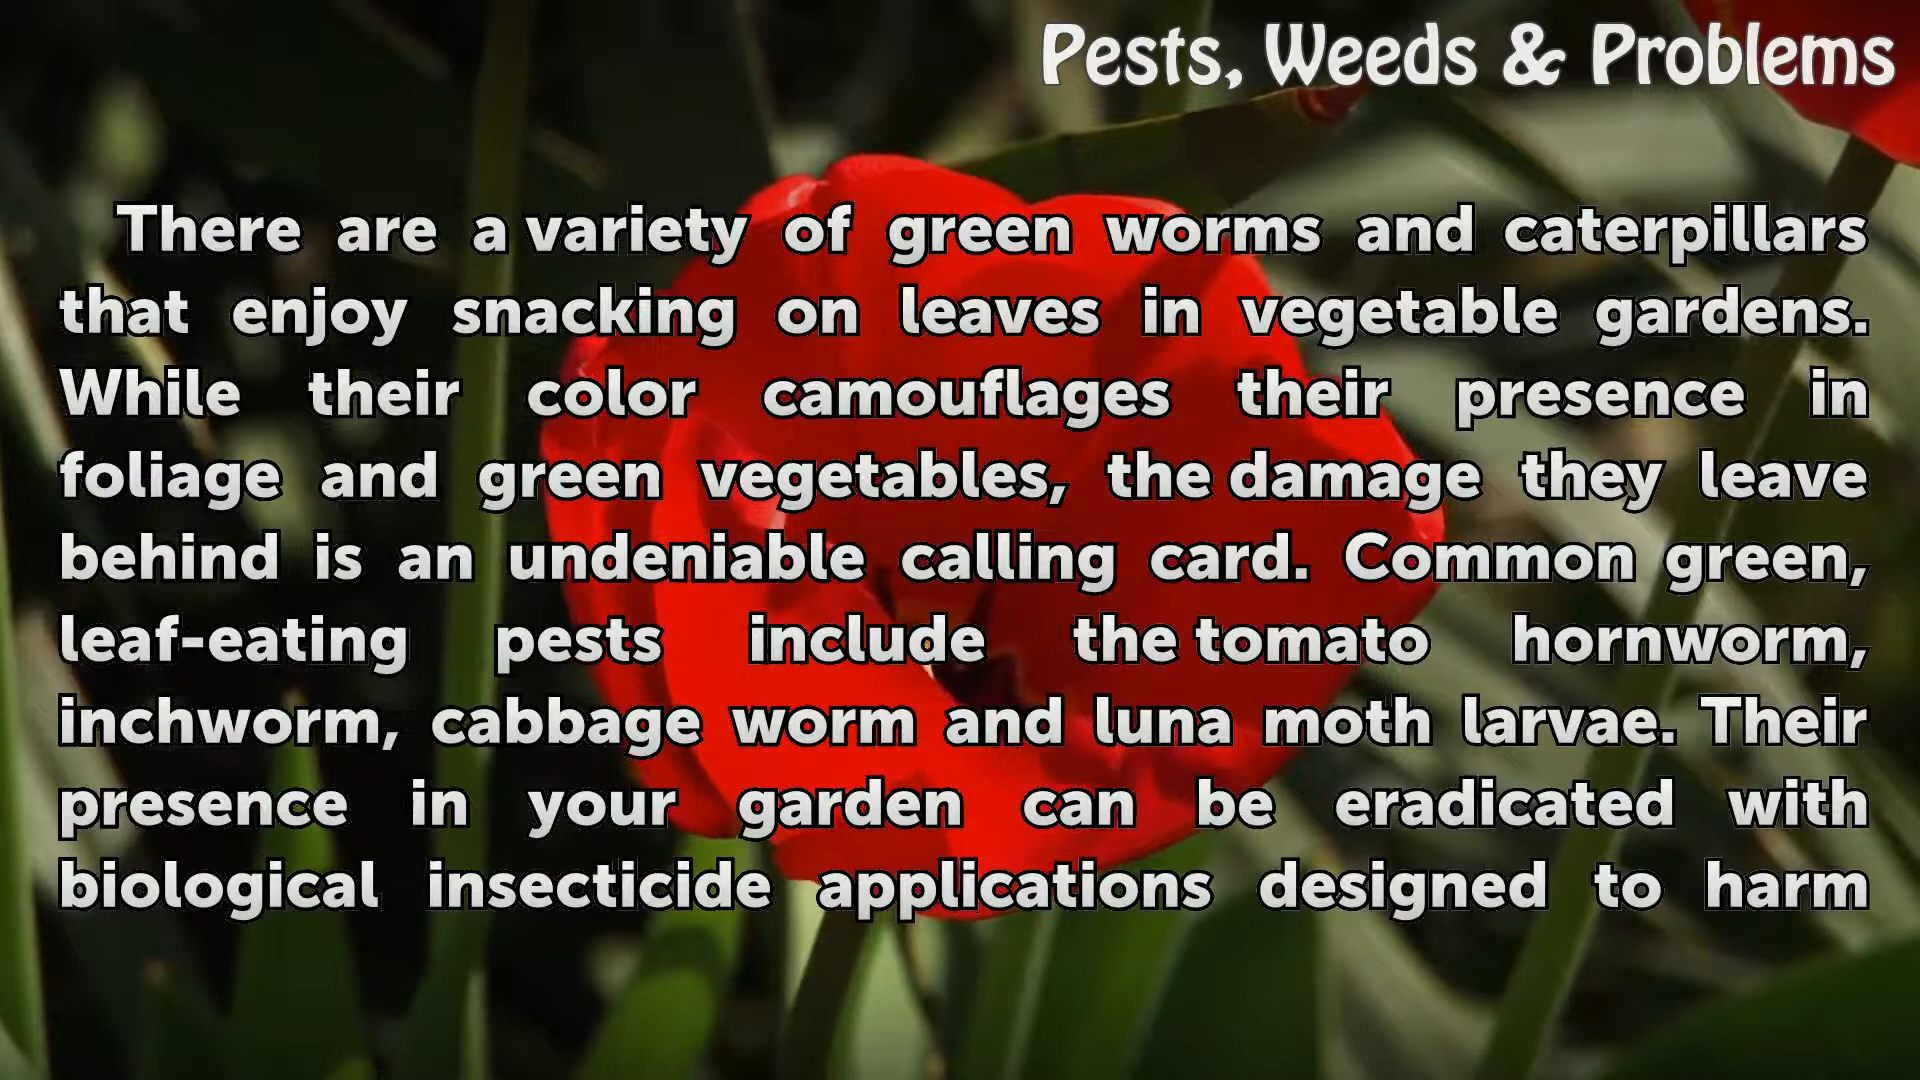 Pests, Weeds & Problems
There are a variety of green worms and caterpillars
that enjoy snacking on leaves in vegetable gardens.
While their color camouflages their presence in
foliage and green vegetables, the damage they leave
behind is an undeniable calling card. Common green,
leaf-eating pests include the tomato hornworm,
inchworm, cabbage worm and luna moth larvae. Their
presence in your garden can be eradicated with
biological insecticide applications designed to harm